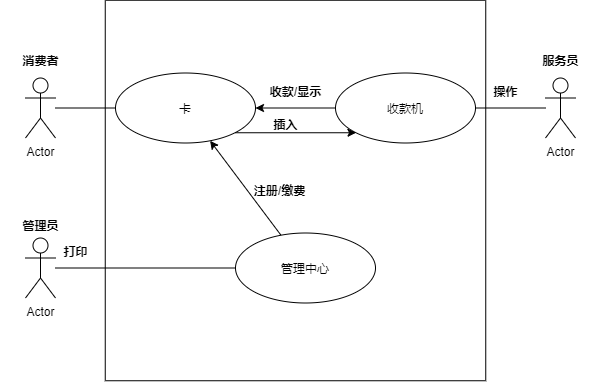 消费者
服务员
收款/显示
操作
卡
收款机
插入
Actor
Actor
注册/缴费
管理员
打印
管理中心
Actor